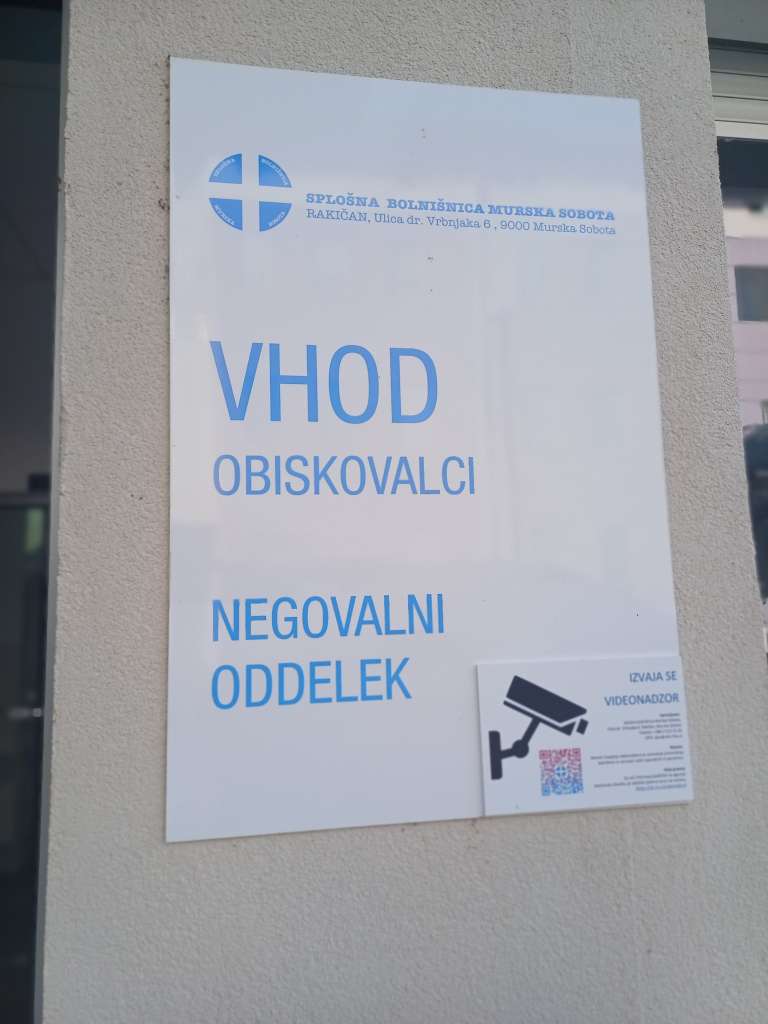 SPLOŠNA BOLNIŠNICA MURSKA SOBOTA
RAKIČAN, Ulica dr. Vrbnjaka 6 , 9000 Murska Sobota
VHOD
OBISKOVALCI
NEGOVALNI
ODDELEK
IZVAJA SE
VIDEONADZOR